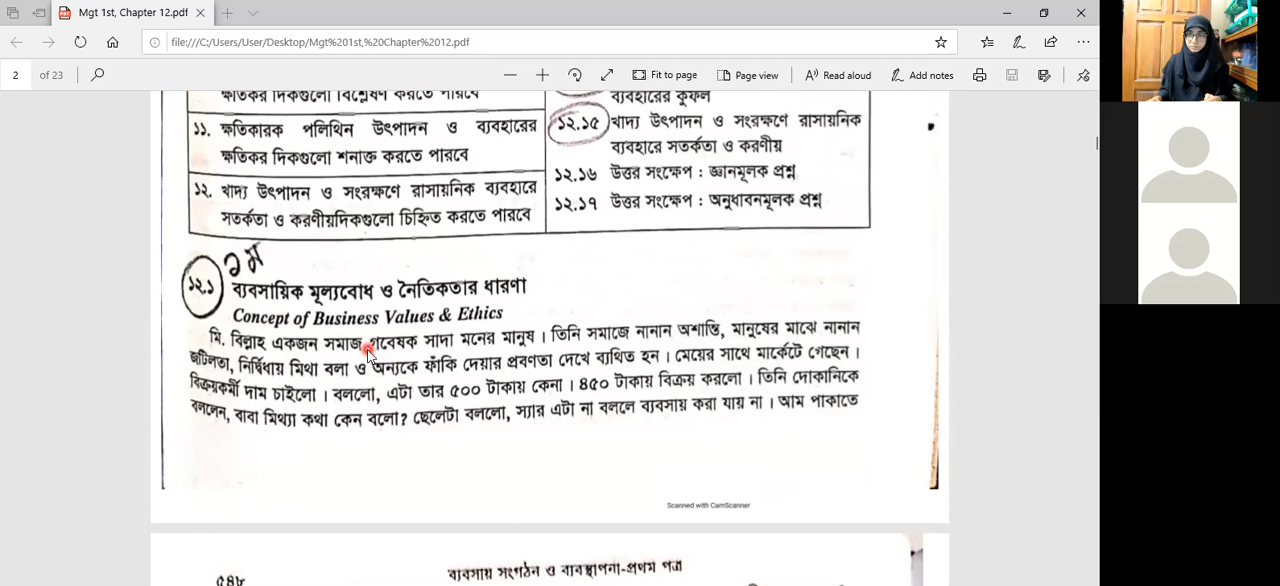 Mgt 1st, Chapter 12.pdf
file:///C:/Users/User/Desktop/Mgt%201st,%20Chapter%2012.pdf
2 of 23
Fit to page
Page view
Read aloud
Add notes
ক্ষতিকর দিকগুলো বিশ্লেষণ করতে পারবে
১১. ক্ষতিকারক পলিথিন উৎপাদন ও ব্যবহারের
ক্ষতিকর দিকগুলো শনাক্ত করতে পারবে
১২. খাদ্য উৎপাদন ও সংরক্ষণে রাসায়নিক ব্যবহারে
সতর্কতা ও করণীয়দিকগুলো চিহ্নিত করতে পারবে
ব্যবহারের কুফল
১২.১৫ খাদ্য উৎপাদন ও সংরক্ষণে রাসায়নিক
ব্যবহারে সতর্কতা ও করণীয়
১২.১৬ উত্তর সংক্ষেপ : জ্ঞানমূলক প্রশ্ন
১২.১৭ উত্তর সংক্ষেপ : অনুধাবনমূলক প্রশ্ন
১ম
১২.১ ব্যবসায়িক মূল্যবোধ ও নৈতিকতার ধারণা
Concept of Business Values & Ethics
মি. বিল্লাহ একজন সমাজ গবেষক সাদা মনের মানুষ। তিনি সমাজে নানান অশান্তি, মানুষের মাঝে নানান
জটিলতা, নির্দ্বিধায় মিথা বলা ও অন্যকে ফাঁকি দেয়ার প্রবণতা দেখে ব্যথিত হন। মেয়ের সাথে মার্কেটে গেছেন।
বিক্রয়কর্মী দাম চাইলো। বললো, এটা তার ৫০০ টাকায় কেনা। ৪৫০ টাকায় বিক্রয় করলো। তিনি দোকানিকে
বললেন, বাবা মিথ্যা কথা কেন বলো? ছেলেটা বললো, স্যার এটা না বললে ব্যবসায় করা যায় না। আম পাকাতে
Scanned with CamScanner
৫৪৮
ব্যবসায় সংগঠন ও ব্যবস্থাপনা-প্রথম পত্র